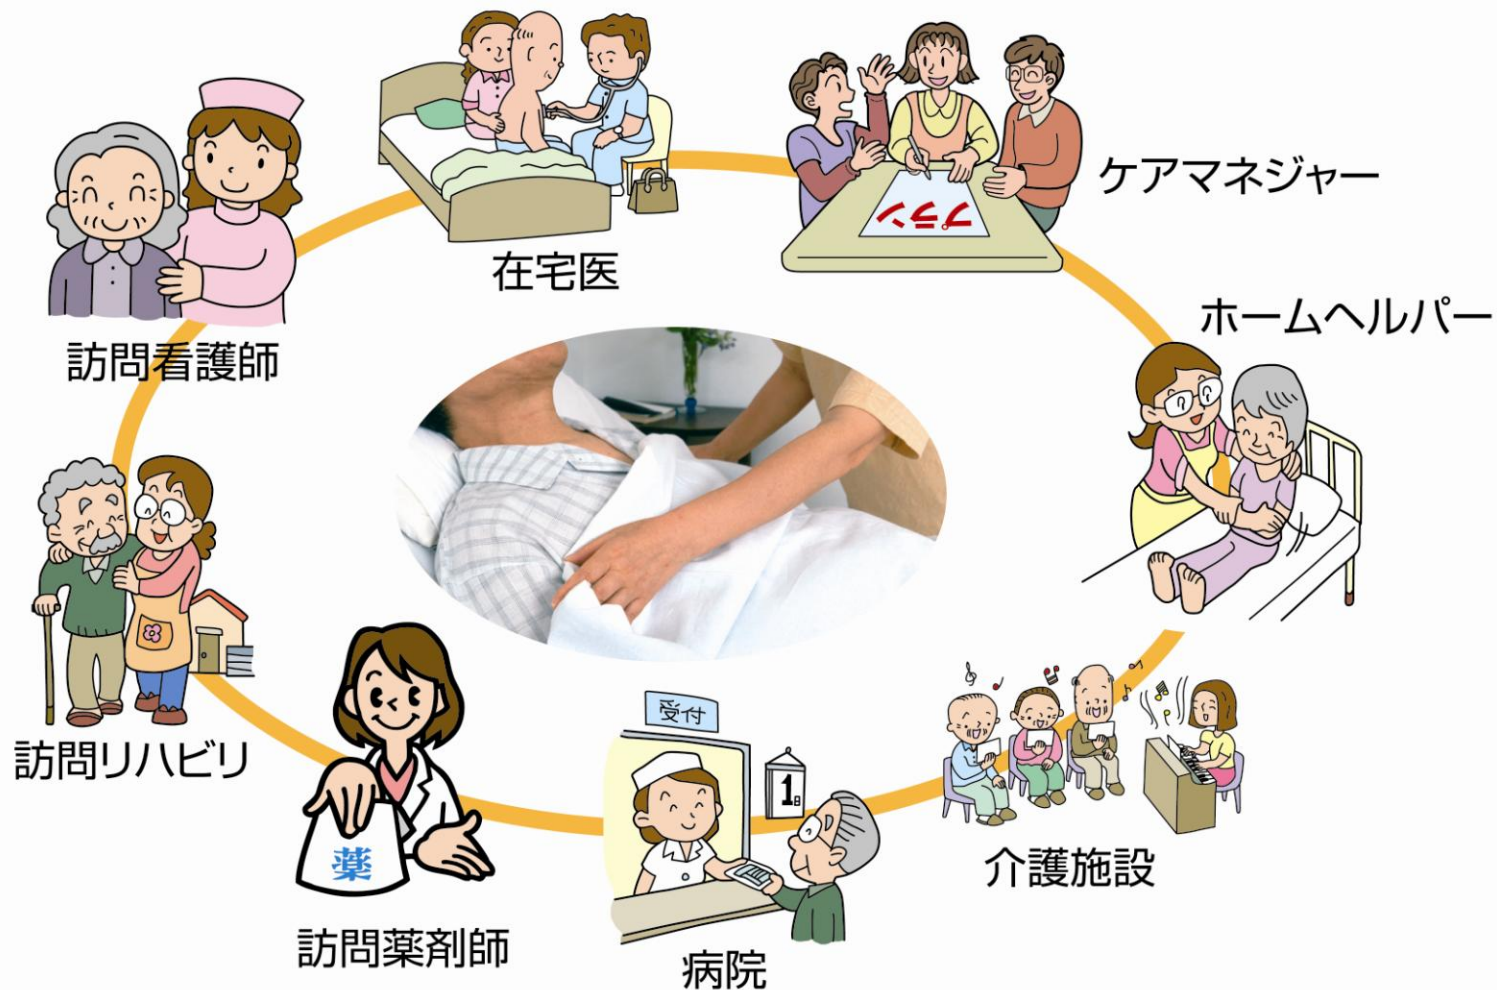 在宅医
ケアマネジャー
プラン
ホームヘルパー
訪問看護師
訪問リハビリ
薬
訪問薬剤師
受付
1日
病院
介護施設